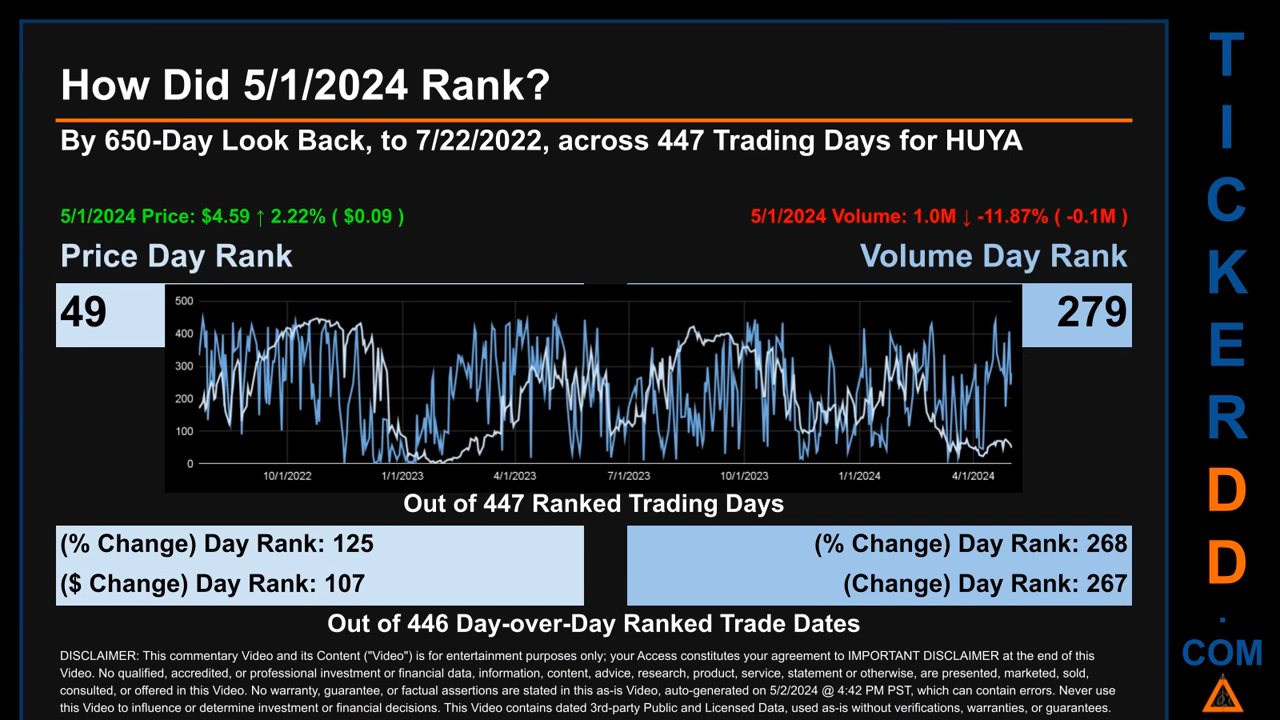 How Did 5/1/2024 Rank?
By 650-Day Look Back, to 7/22/2022, across 447 Trading Days for HUYA
5/1/2024 Price: $4.59 ↑ 2.22% ( $0.09 )
5/1/2024 Volume: 1.0M ↓ -11.87% ( -0.1M )
Price Day Rank
Volume Day Rank
49
279
500
400
300
200
100
0
10/1/2022 1/1/2023 4/1/2023 7/1/2023 10/1/2023 1/1/2024 4/1/2024
Out of 447 Ranked Trading Days
(% Change) Day Rank: 125
($ Change) Day Rank: 107
(% Change) Day Rank: 268
(Change) Day Rank: 267
Out of 446 Day-over-Day Ranked Trade Dates
DISCLAIMER: This commentary Video and its Content ("Video") is for entertainment purposes only; your Access constitutes your agreement to IMPORTANT DISCLAIMER at the end of this
Video. No qualified, accredited, or professional investment or financial data, information, content, advice, research, product, service, statement or otherwise, are presented, marketed, sold,
consulted, or offered in this Video. No warranty, guarantee, or factual assertions are stated in this as-is Video, auto-generated on 5/2/2024 @ 4:42 PM PST, which can contain errors. Never use
this Video to influence or determine investment or financial decisions. This Video contains dated 3rd-party Public and Licensed Data, used as-is without verifications, warranties, or guarantees.
T
I
C
K
E
R
D
D
.
COM